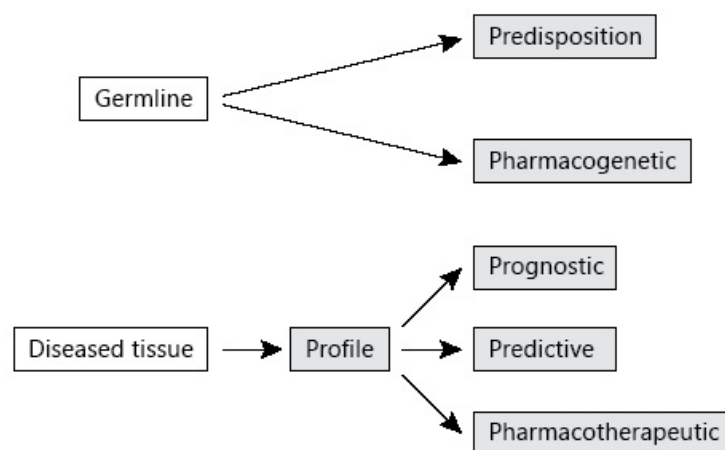 Predisposition
Germline
Pharmacogenetic
Prognostic
Diseased tissue
Profile
Predictive
Pharmacotherapeutic